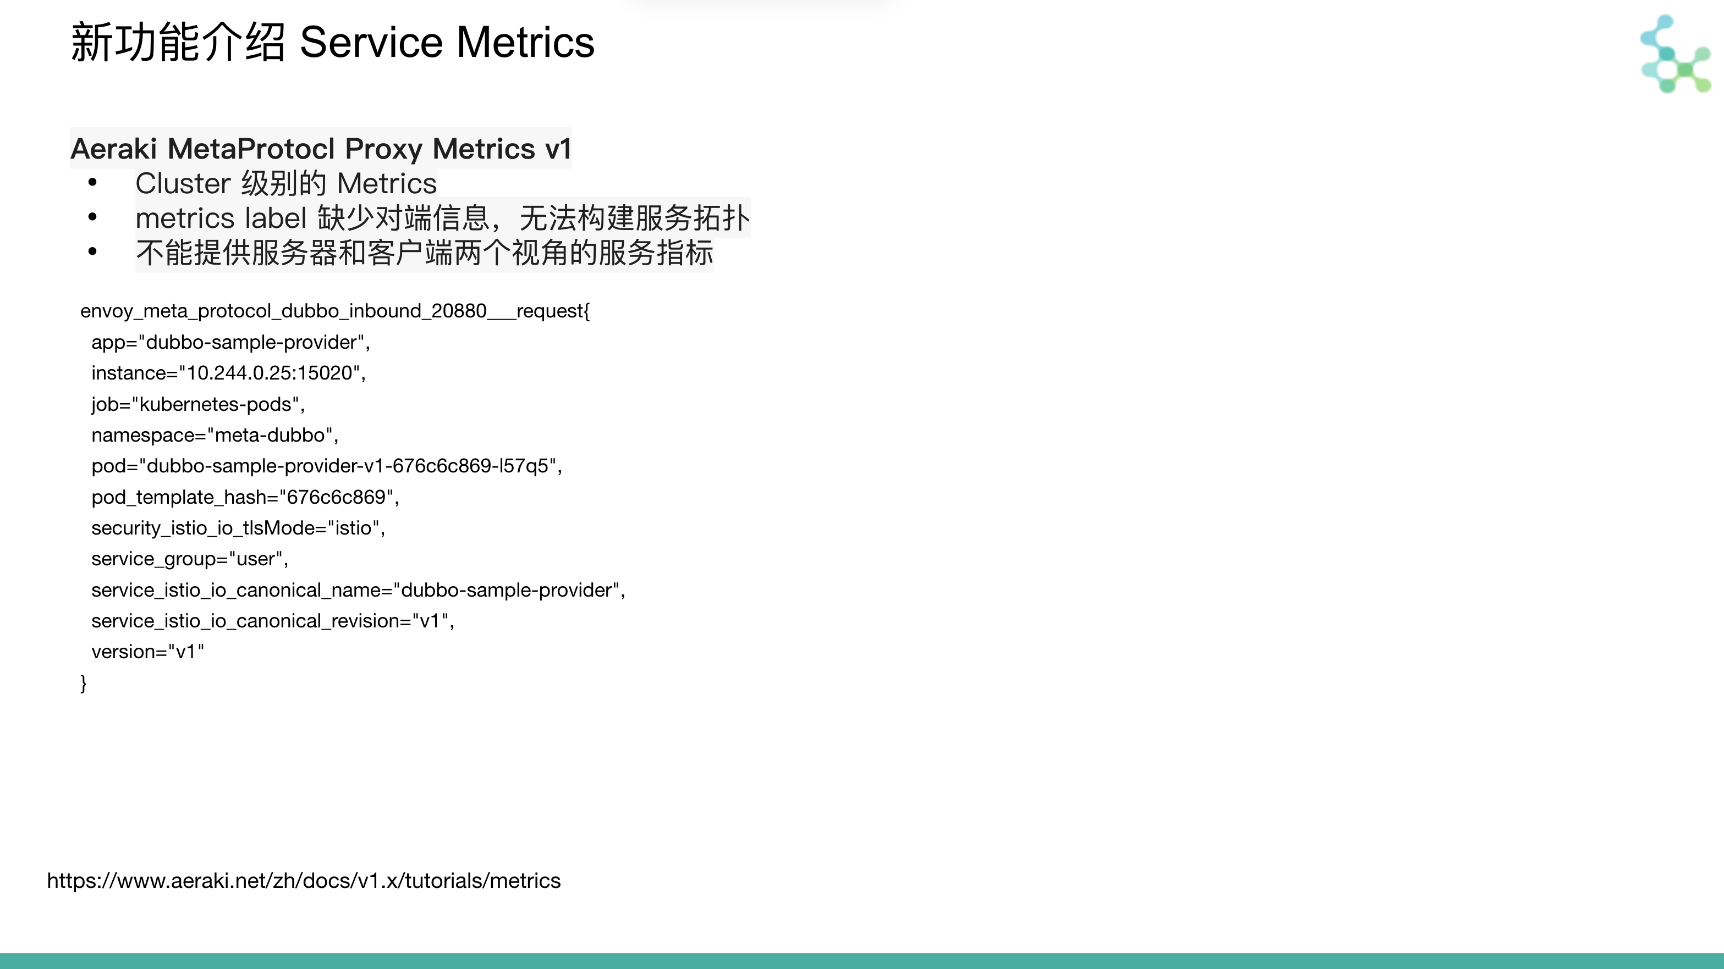 新功能介绍 Service Metrics
Aeraki MetaProtocl Proxy Metrics v1
• Cluster 级别的 Metrics
• metrics label 缺少对端信息，无法构建服务拓扑
• 不能提供服务器和客户端两个视角的服务指标
envoy_meta_protocol_dubbo_inbound_20880___request{
app="dubbo-sample-provider",
instance="10.244.0.25:15020",
job="kubernetes-pods",
namespace="meta-dubbo",
pod="dubbo-sample-provider-v1-676c6c869-l57q5",
pod_template_hash="676c6c869",
security_istio_io_tlsMode="istio",
service_group="user",
service_istio_io_canonical_name="dubbo-sample-provider",
service_istio_io_canonical_revision="v1",
version="v1"
}
https://www.aeraki.net/zh/docs/v1.x/tutorials/metrics